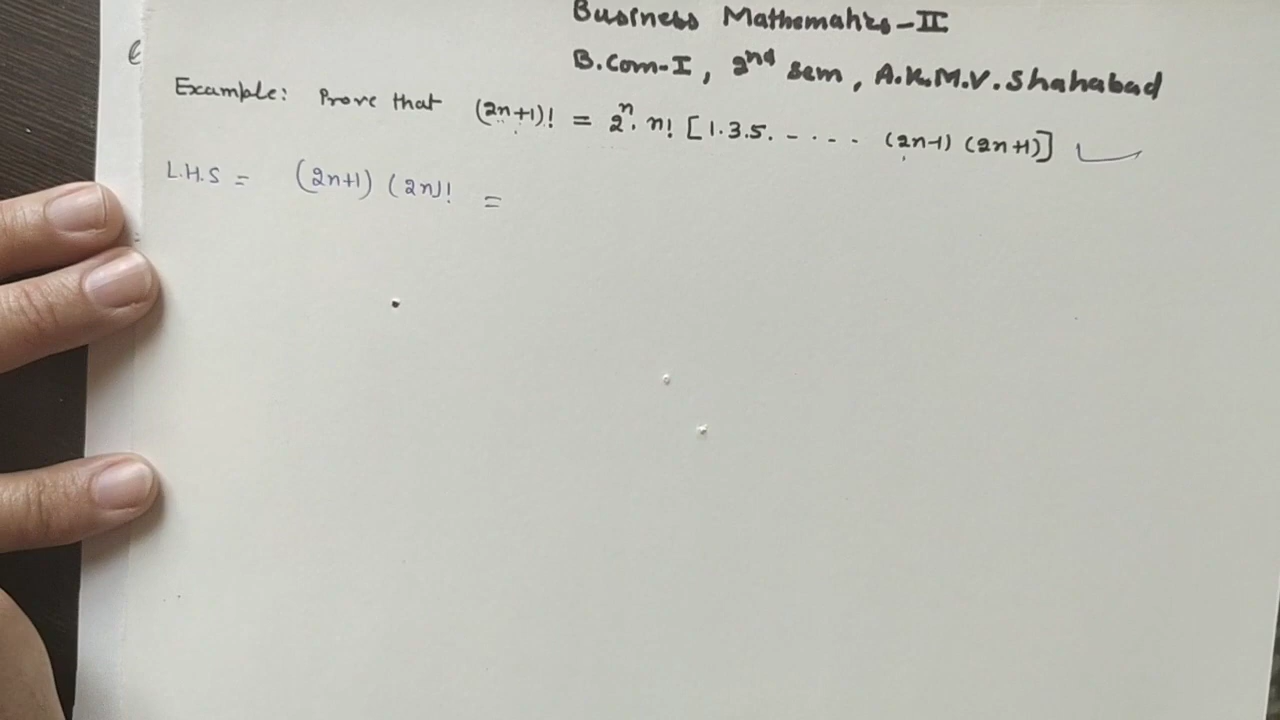 Business Mathematics-II
B.Com-I, 2nd sem, A.K.M.V. Shahabad
Example: Prove that (2n+1)! = 2^n. n! [1.3.5. - . . . (2n-1) (2n+1)]
L.H.S = (2n+1) (2n)! =